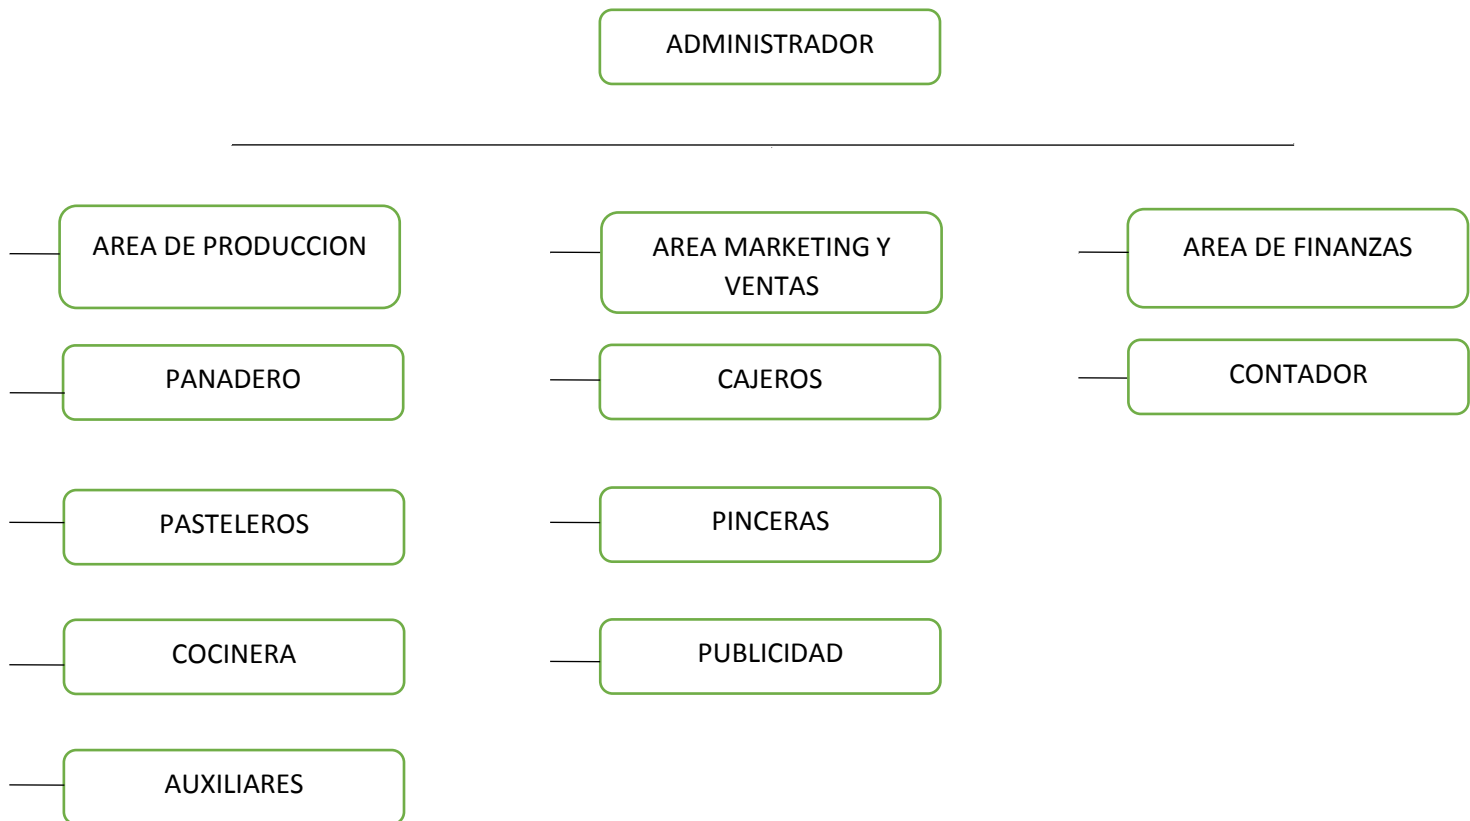 ADMINISTRADOR
AREA DE PRODUCCION
AREA MARKETING Y
VENTAS
AREA DE FINANZAS
PANADERO
CAJEROS
CONTADOR
PASTELEROS
PINCERAS
COCINERA
PUBLICIDAD
AUXILIARES